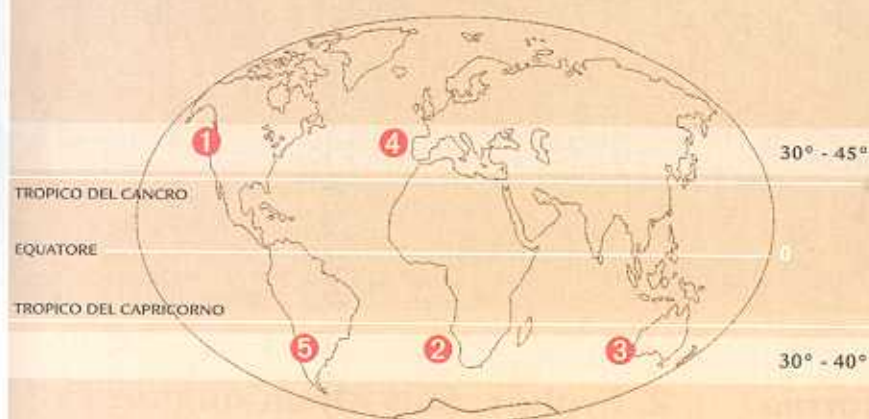 1
4
30° - 45°
TROPICO DEL CANCRO
EQUATORE
0
TROPICO DEL CAPRICORNO
5
2
3
30° - 40°